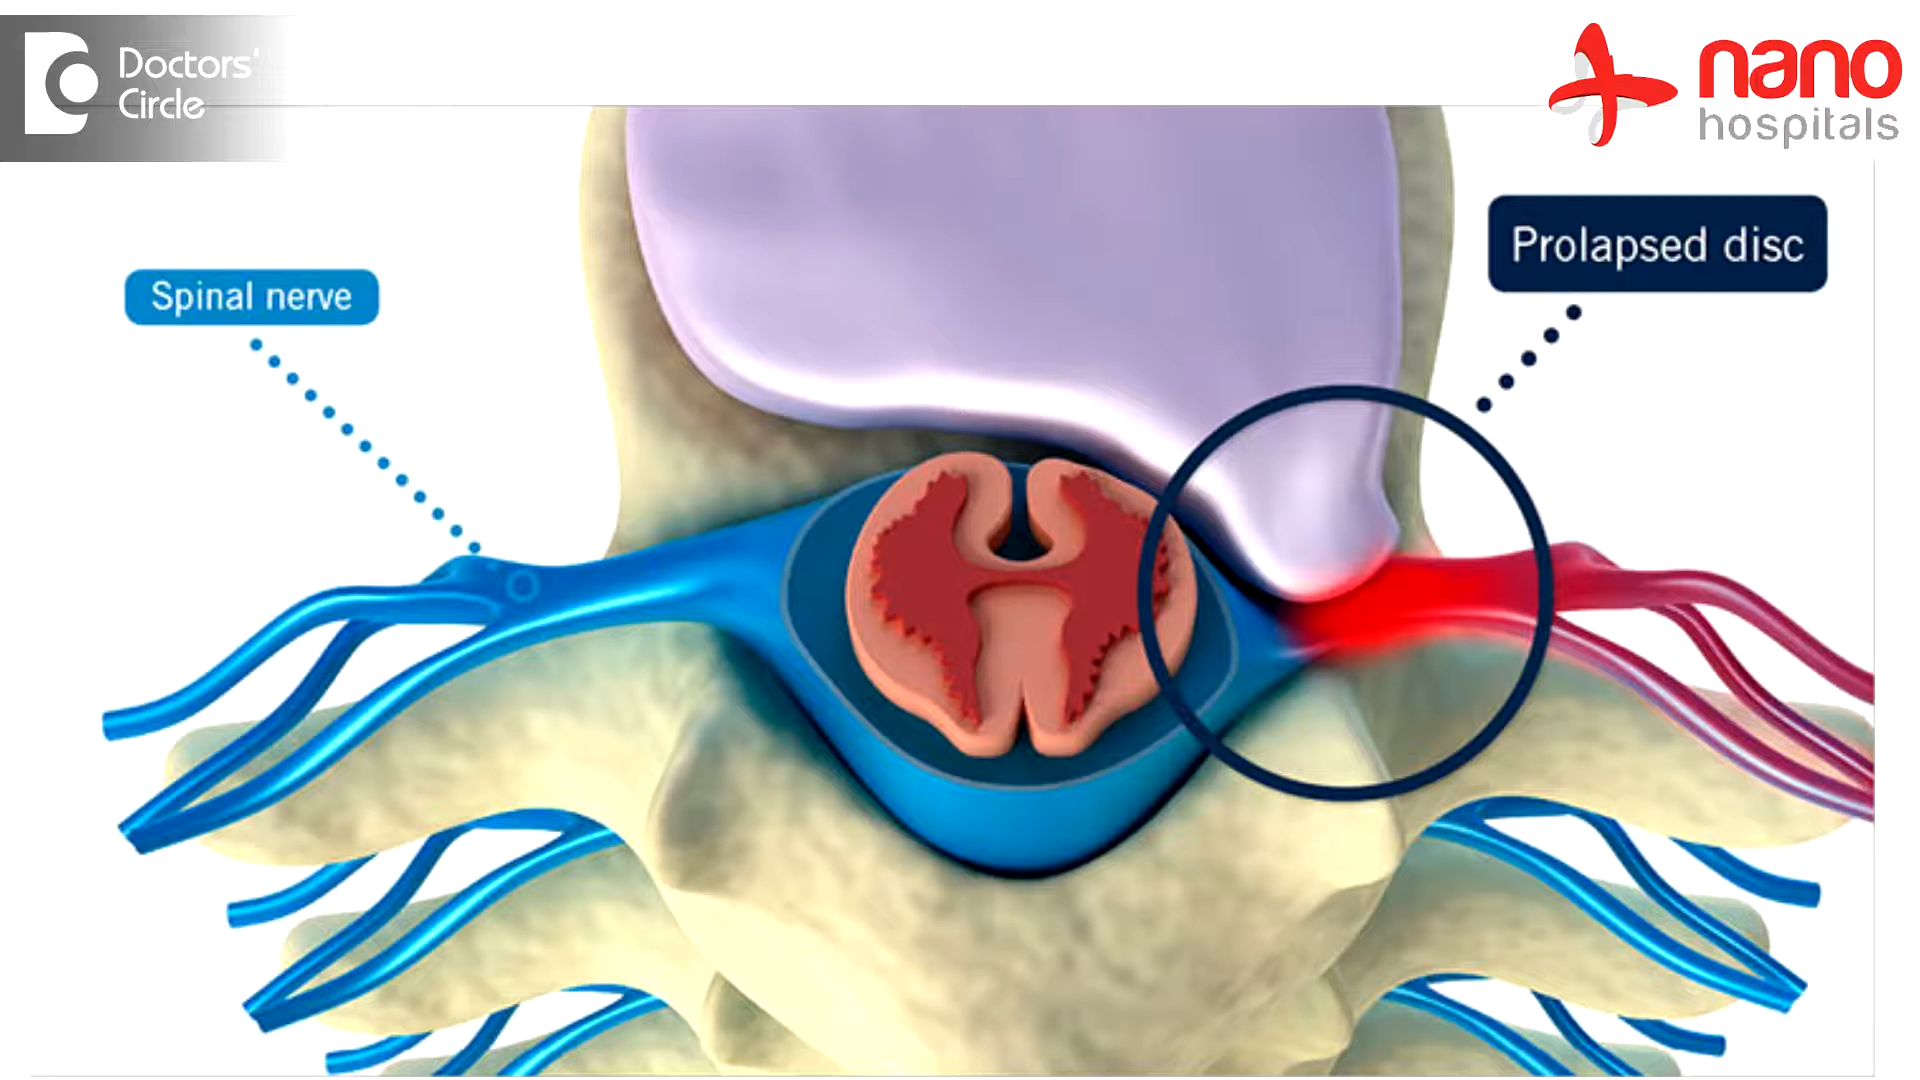 Doctors'
Circle
nano
hospitals
Prolapsed disc
Spinal nerve